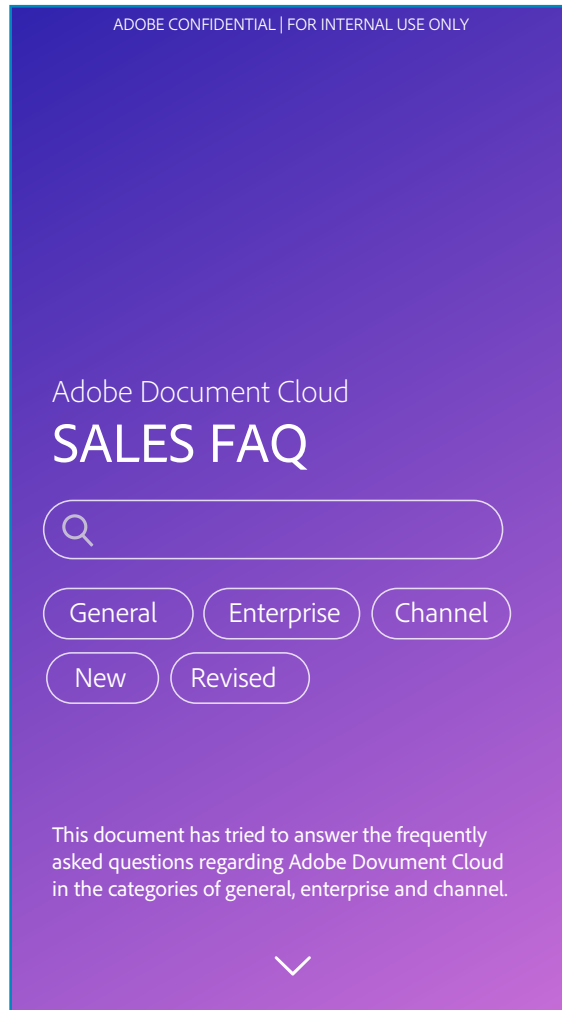 ADOBE CONFIDENTIAL | FOR INTERNAL USE ONLY
Adobe Document Cloud
SALES FAQ
General Enterprise Channel
New Revised
This document has tried to answer the frequently
asked questions regarding Adobe Dovument Cloud
in the categories of general, enterprise and channel.